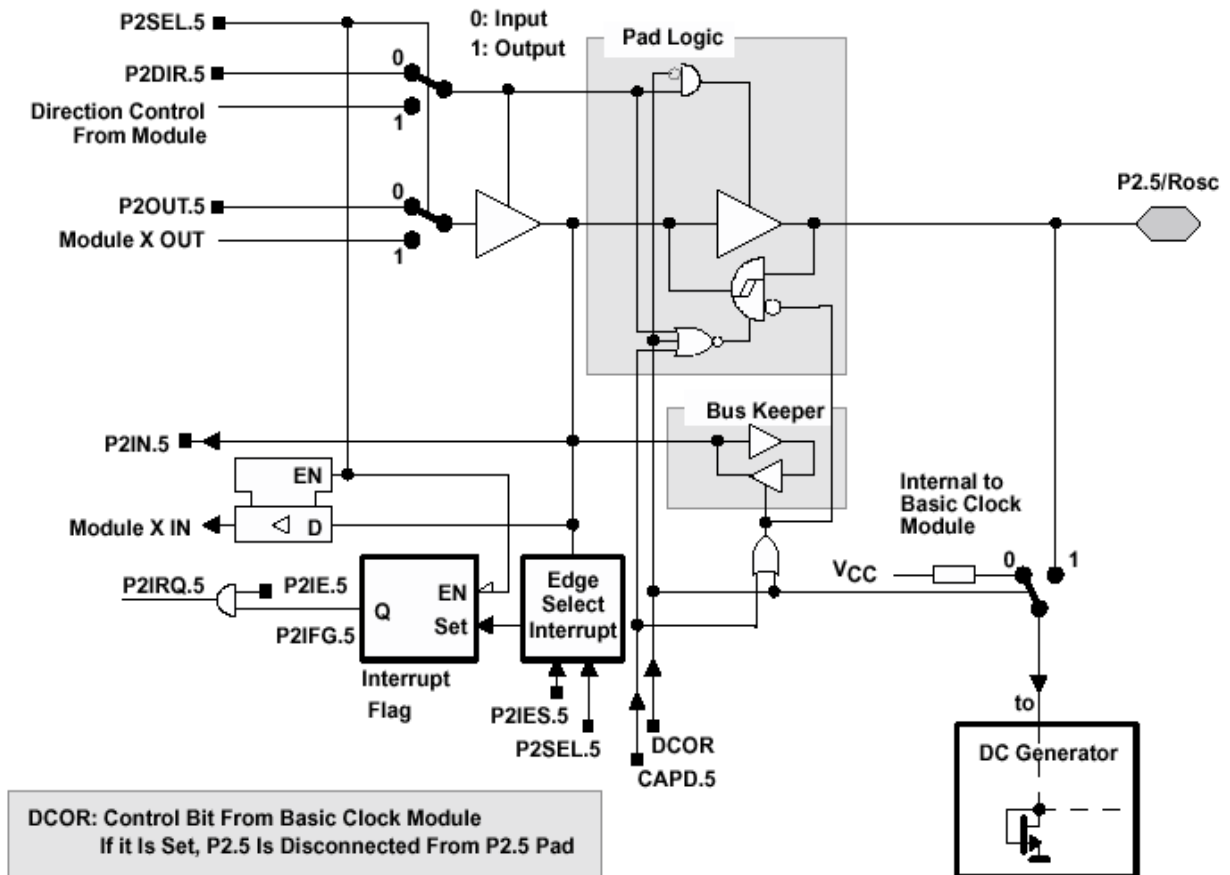 P2SEL.5
0: Input
1: Output
Pad Logic
P2DIR.5
0
Direction Control
From Module
1
P2OUT.5
0
Module X OUT
1
P2.5/Rosc
Bus Keeper
P2IN.5
EN
Module X IN
D
Internal to
Basic Clock
Module
VCC
0
1
P2IRQ.5
P2IE.5
P2IFG.5
EN
Q
Set
Interrupt
Flag
Edge
Select
Interrupt
P2IES.5
P2SEL.5
DCOR
CAPD.5
to
DC Generator
DCOR: Control Bit From Basic Clock Module
If it Is Set, P2.5 Is Disconnected From P2.5 Pad